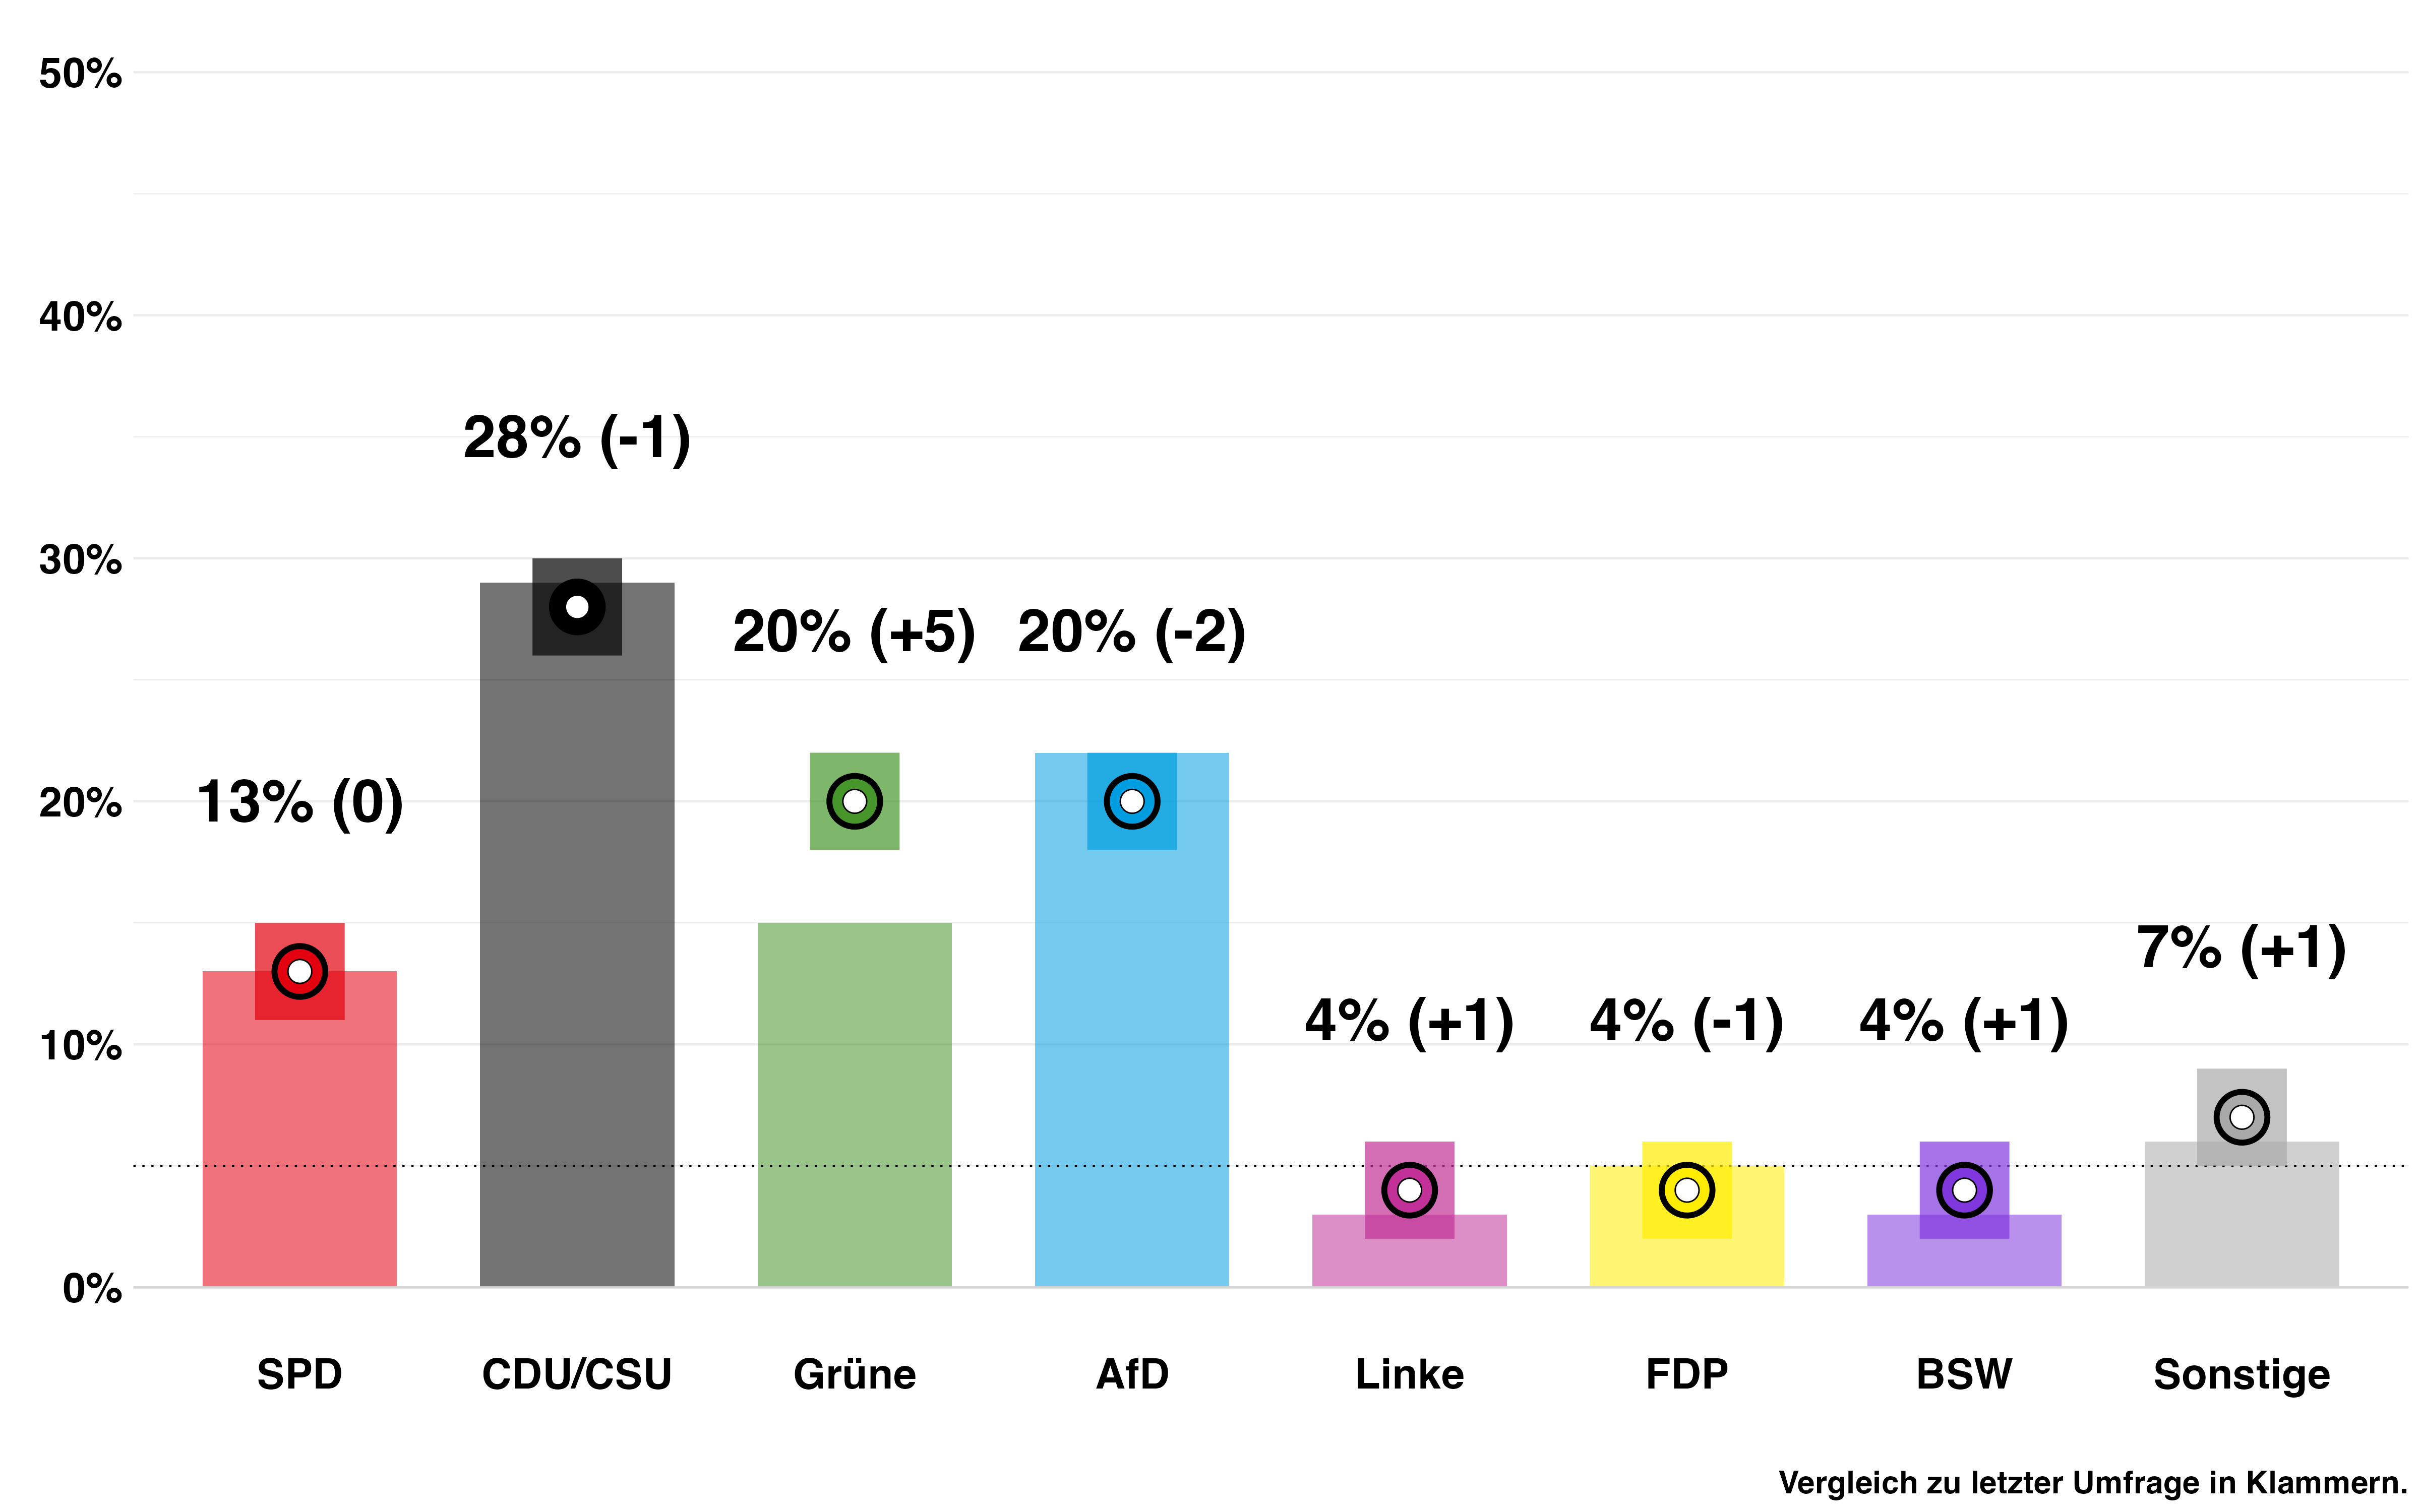 50%
40%
30%
20%
10%
0%
13% (0)
28% (-1)
20% (+5)
20% (-2)
4% (+1)
4% (-1)
4% (+1)
7% (+1)
SPD
CDU/CSU
Grüne
AfD
Linke
FDP
BSW
Sonstige
Vergleich zu letzter Umfrage in Klammern.